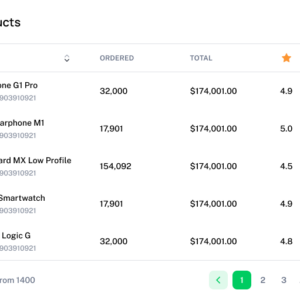 ucts
ORDERED TOTAL
one G1 Pro
903910921
32,000 $174,001.00 4.9
arphone M1
903910921
17,901 $174,001.00 5.0
ard MX Low Profile
903910921
154,092 $174,001.00 4.5
Smartwatch
903910921
17,901 $174,001.00 4.9
Logic G
903910921
32,000 $174,001.00 4.8
rom 1400
1 2 3